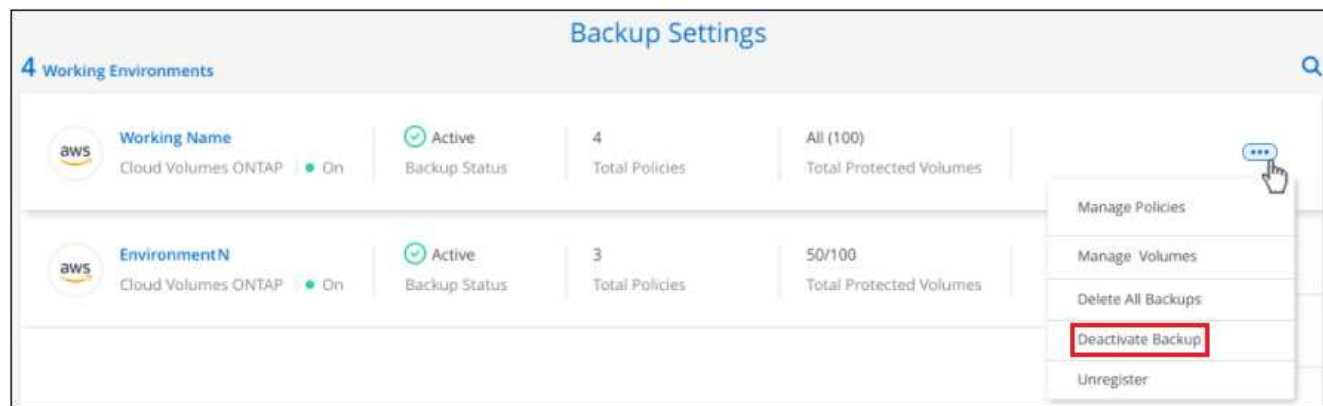 Backup Settings
4 Working Environments
aws
Working Name
Cloud Volumes ONTAP
On
Active
Backup Status
4
Total Policies
All (100)
Total Protected Volumes
Manage Policies
Manage Volumes
Delete All Backups
Deactivate Backup
Unregister
aws
EnvironmentN
Cloud Volumes ONTAP
On
Active
Backup Status
3
Total Policies
50/100
Total Protected Volumes